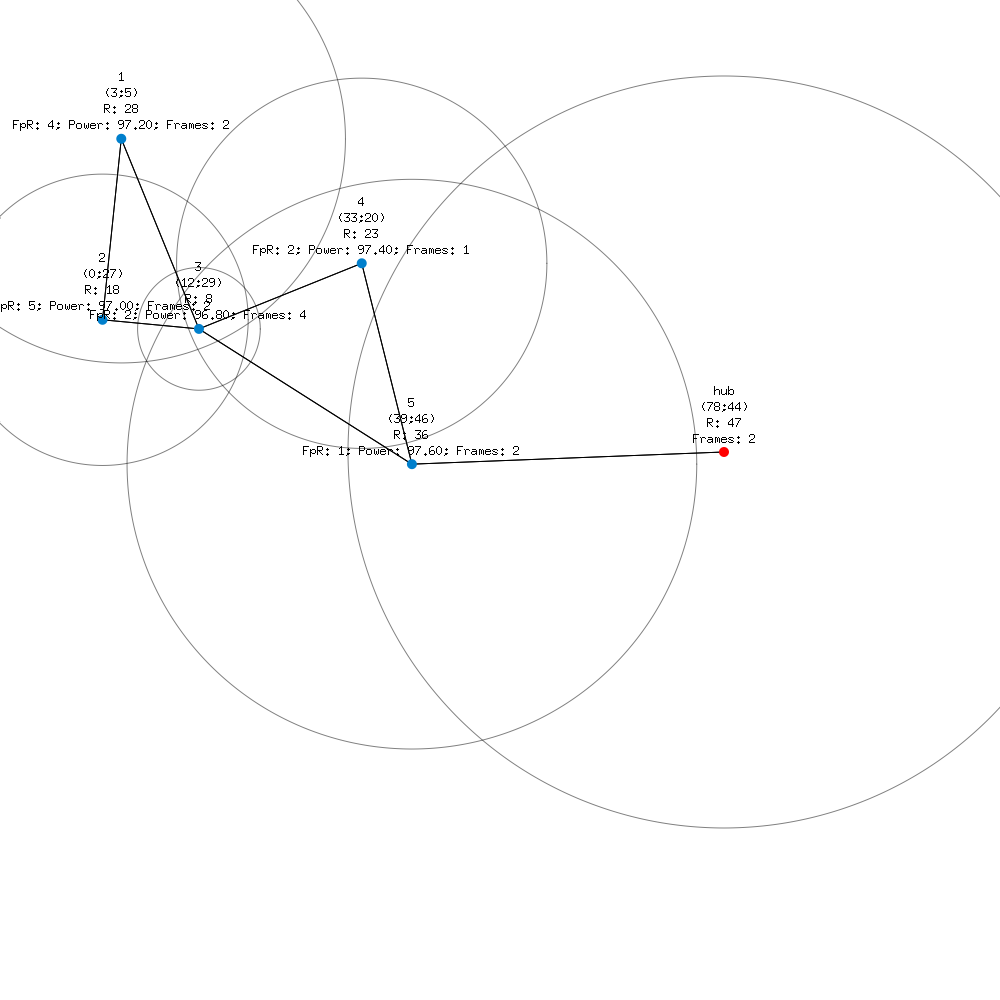 1
(3;5)
R: 28
FpR: 4; Power: 97.20; Frames: 2
4
(33;20)
R: 23
FpR: 2; Power: 97.40; Frames: 1
2
(0;27)
R: 18
pR: 5; Power: 97.00; Frames: 2
3
(12;29)
R: 8
FpR: 2; Power: 96.80; Frames: 4
hub
(78;44)
R: 47
Frames: 2
5
(39;46)
R: 36
FpR: 1; Power: 97.60; Frames: 2